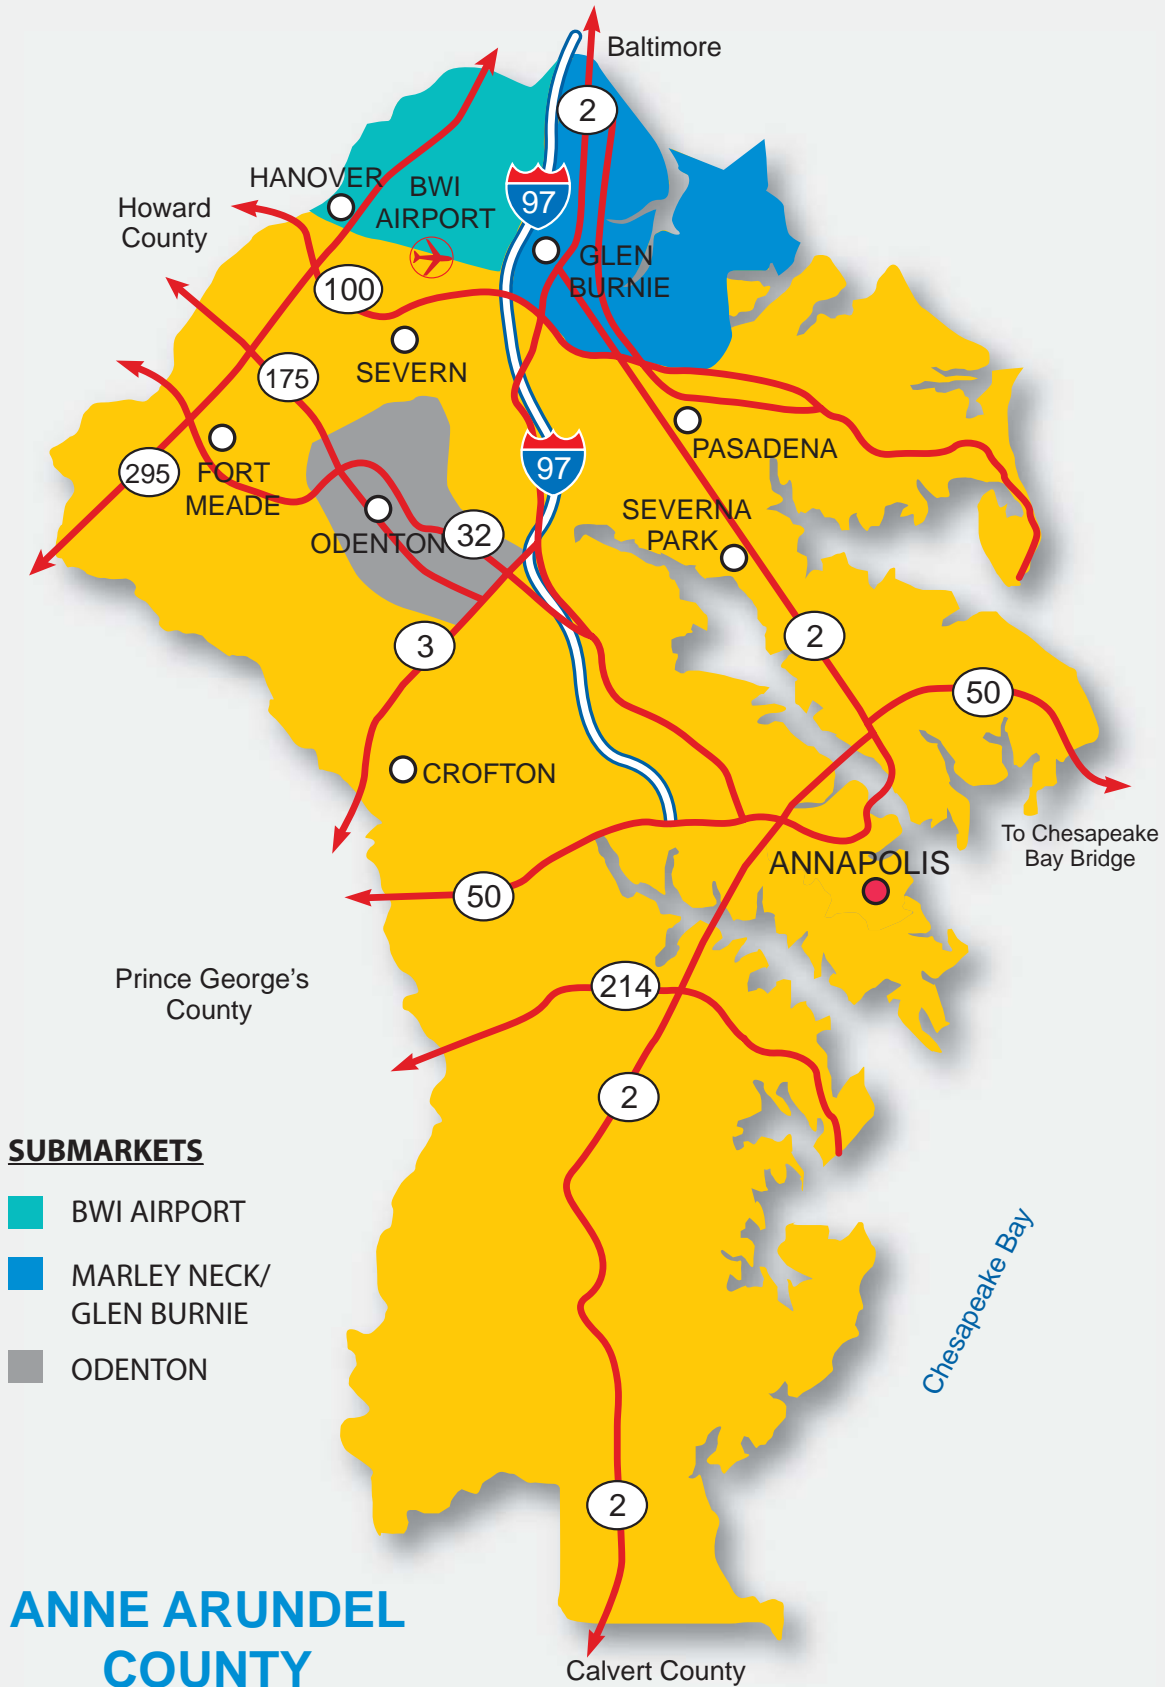 Baltimore
2
HANOVER
BWI
AIRPORT
97
Howard
County
GLEN
BURNIE
100
SEVERN
175
PASADENA
97
295
FORT
MEADE
SEVERNA
PARK
ODENTON
32
2
3
50
CROFTON
To Chesapeake
Bay Bridge
ANNAPOLIS
50
Prince George’s
County
214
2
SUBMARKETS
BWI AIRPORT
MARLEY NECK/
GLEN BURNIE
ODENTON
Chesapeake Bay
2
ANNE ARUNDEL
COUNTY
Calvert County